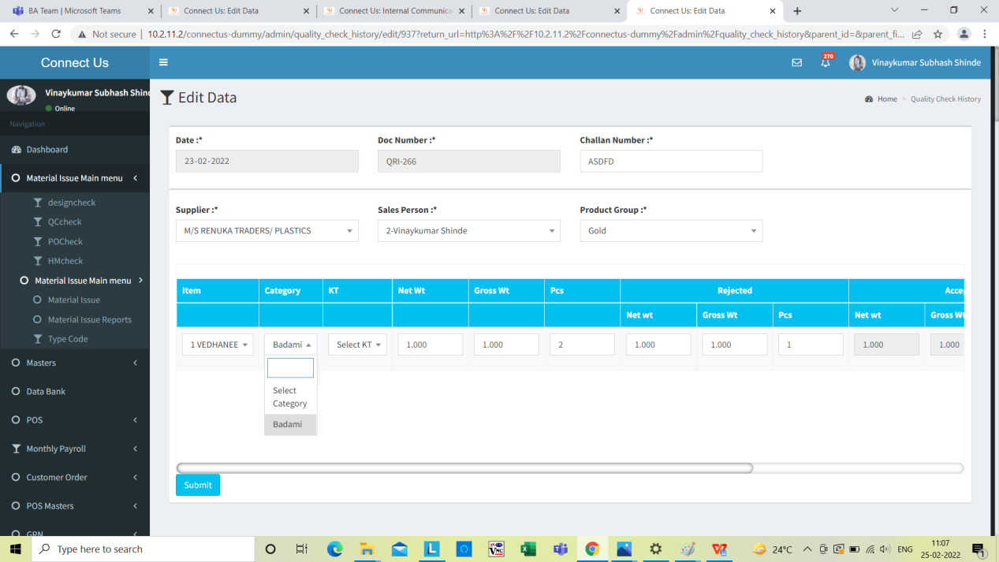 BA Team | Microsoft Teams
Connect Us: Edit Data
Connect Us: Internal Communica
Connect Us: Edit Data
Connect Us: Edit Data
Not secure | 10.2.11.2/connectus-dummy/admin/quality_check_history/edit/937?return_url=http%3A%2F%2F10.2.11.2%2Fconnectus-dummy%2Fadmin%2Fquality_check_history&parent_id=&parent_fi...
Connect Us
270
Vinaykumar Subhash Shinde
Vinaykumar Subhash Shind
Online
Navigation
Dashboard
Material Issue Main menu
designcheck
QCcheck
POCheck
HMcheck
Material Issue Main menu
Material Issue
Material Issue Reports
Type Code
Masters
Data Bank
POS
Monthly Payroll
Customer Order
POS Masters
GRN
Edit Data
Home > Quality Check History
Date :* Doc Number :* Challan Number :*
23-02-2022 QRI-266 ASDFD
Supplier :* Sales Person :* Product Group :*
M/S RENUKA TRADERS/ PLASTICS 2-Vinaykumar Shinde Gold
Item Category KT Net Wt Gross Wt Pcs Rejected Accep
Net wt Gross Wt Pcs Net wt Gross Wt
1 VEDHANEE Badami Select KT 1.000 1.000 2 1.000 1.000 1 1.000 1.000
Select
Category
Badami
Submit
Type here to search
24°C ENG
11:07
25-02-2022
1